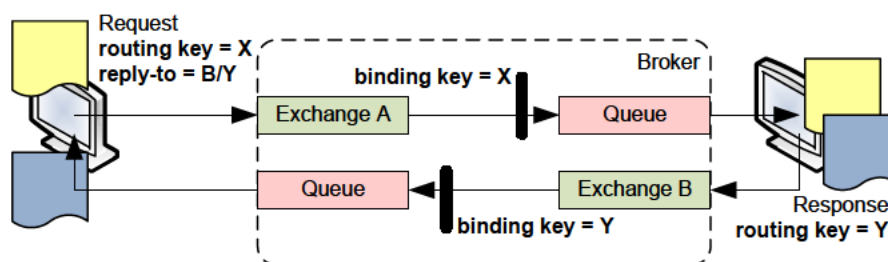 Request
routing key = X
reply-to = B/Y
Broker
binding key = X
Exchange A
Queue
Queue
Exchange B
binding key = Y
Response
routing key = Y